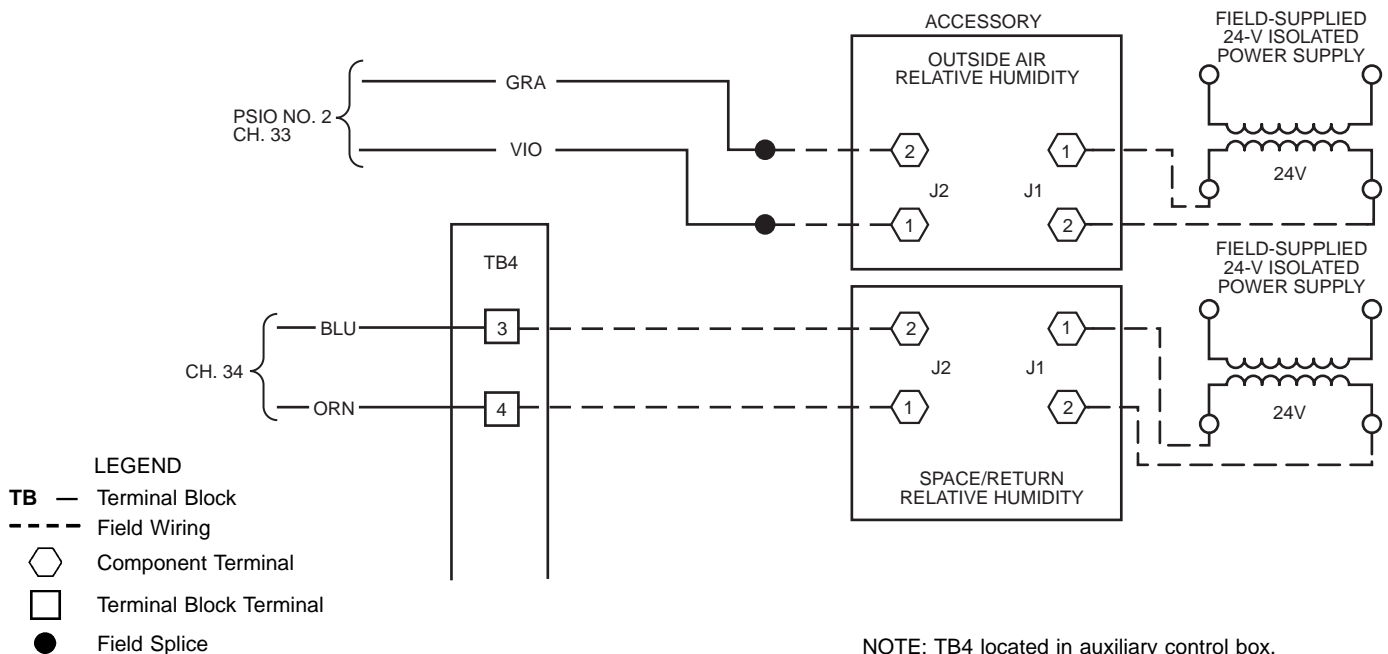 ACCESSORY
FIELD-SUPPLIED
24-V ISOLATED
POWER SUPPLY
OUTSIDE AIR
RELATIVE HUMIDITY
GRA
PSIO NO. 2
CH. 33
VIO
2
1
J2
J1
24V
1
2
TB4
FIELD-SUPPLIED
24-V ISOLATED
POWER SUPPLY
BLU
3
2
1
CH. 34
J2
J1
ORN
4
1
2
24V
SPACE/RETURN
RELATIVE HUMIDITY
LEGEND
TB — Terminal Block
Field Wiring
Component Terminal
Terminal Block Terminal
Field Splice
NOTE: TB4 located in auxiliary control box.